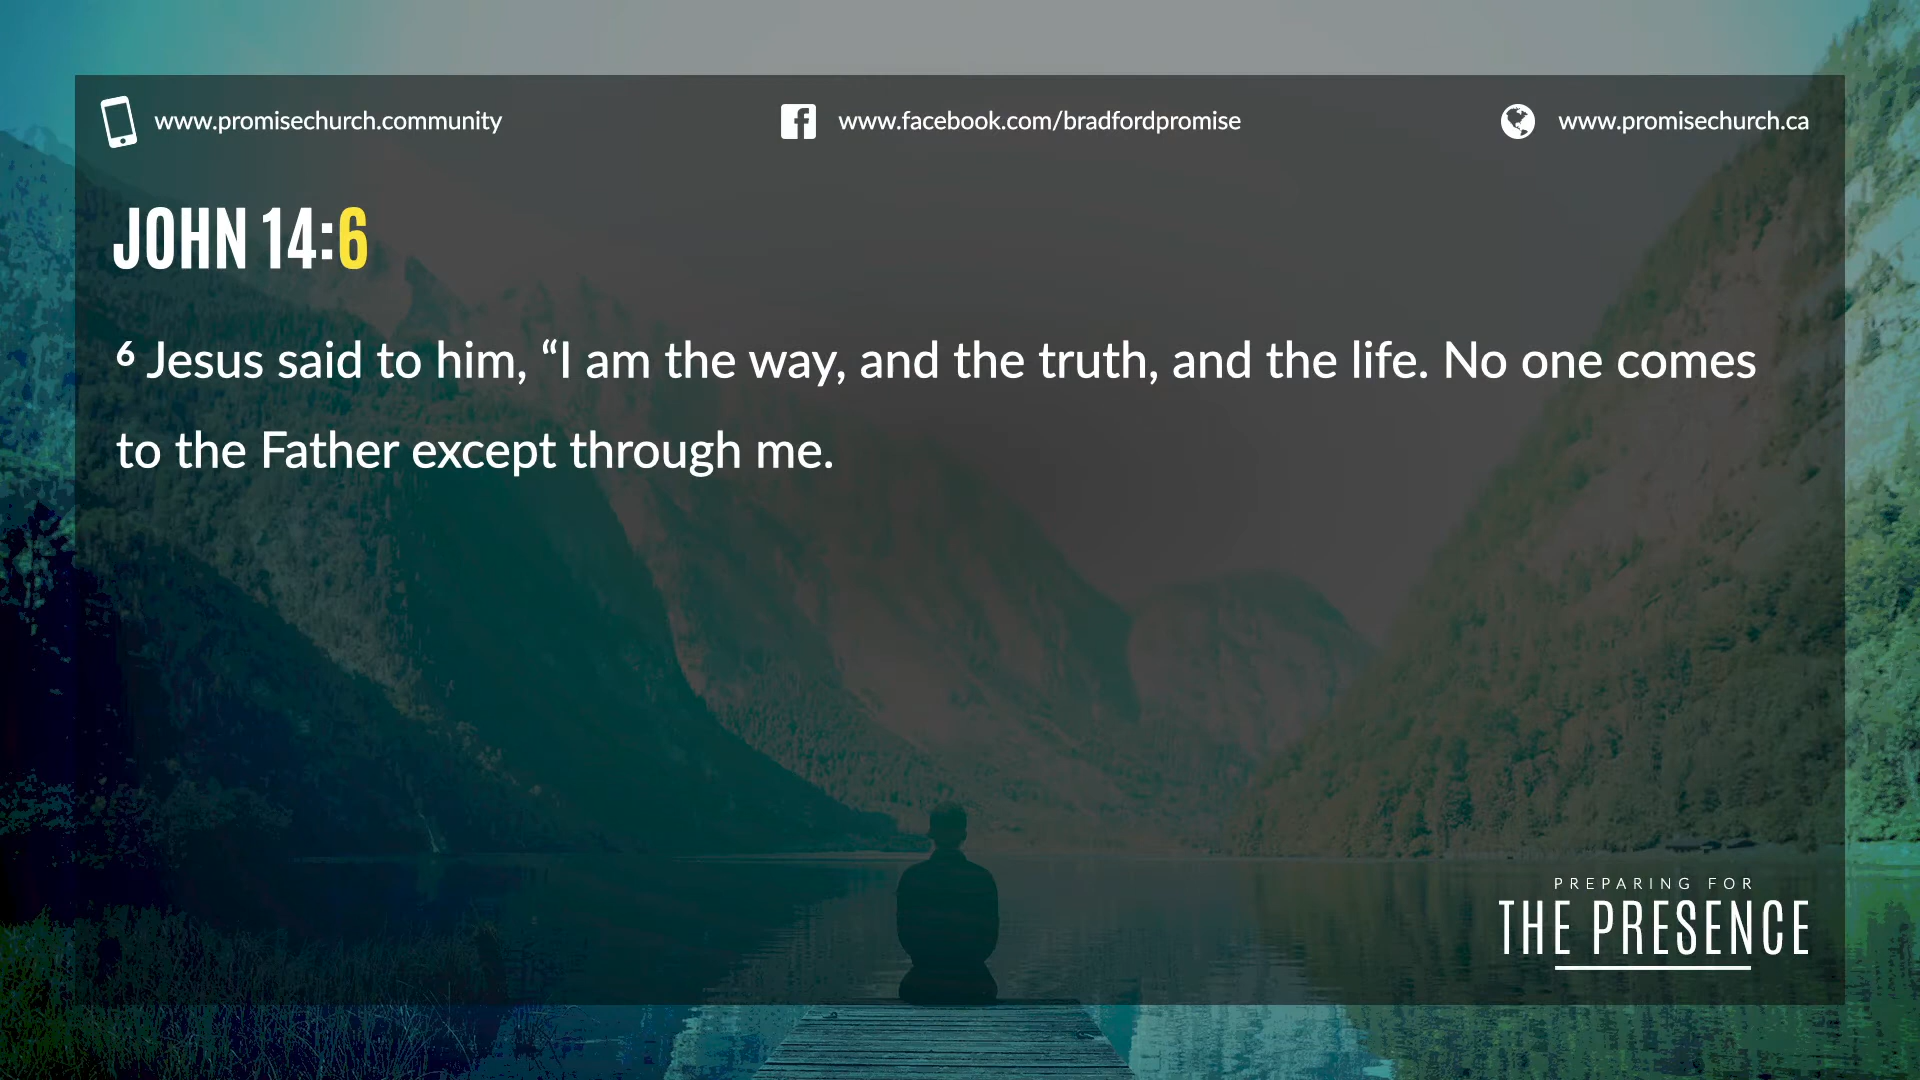 www.promisechurch.community
www.facebook.com/bradfordpromise
www.promisechurch.ca
JOHN 14:6
6 Jesus said to him, “I am the way, and the truth, and the life. No one comes
to the Father except through me.
PREPARING FOR
THE PRESENCE